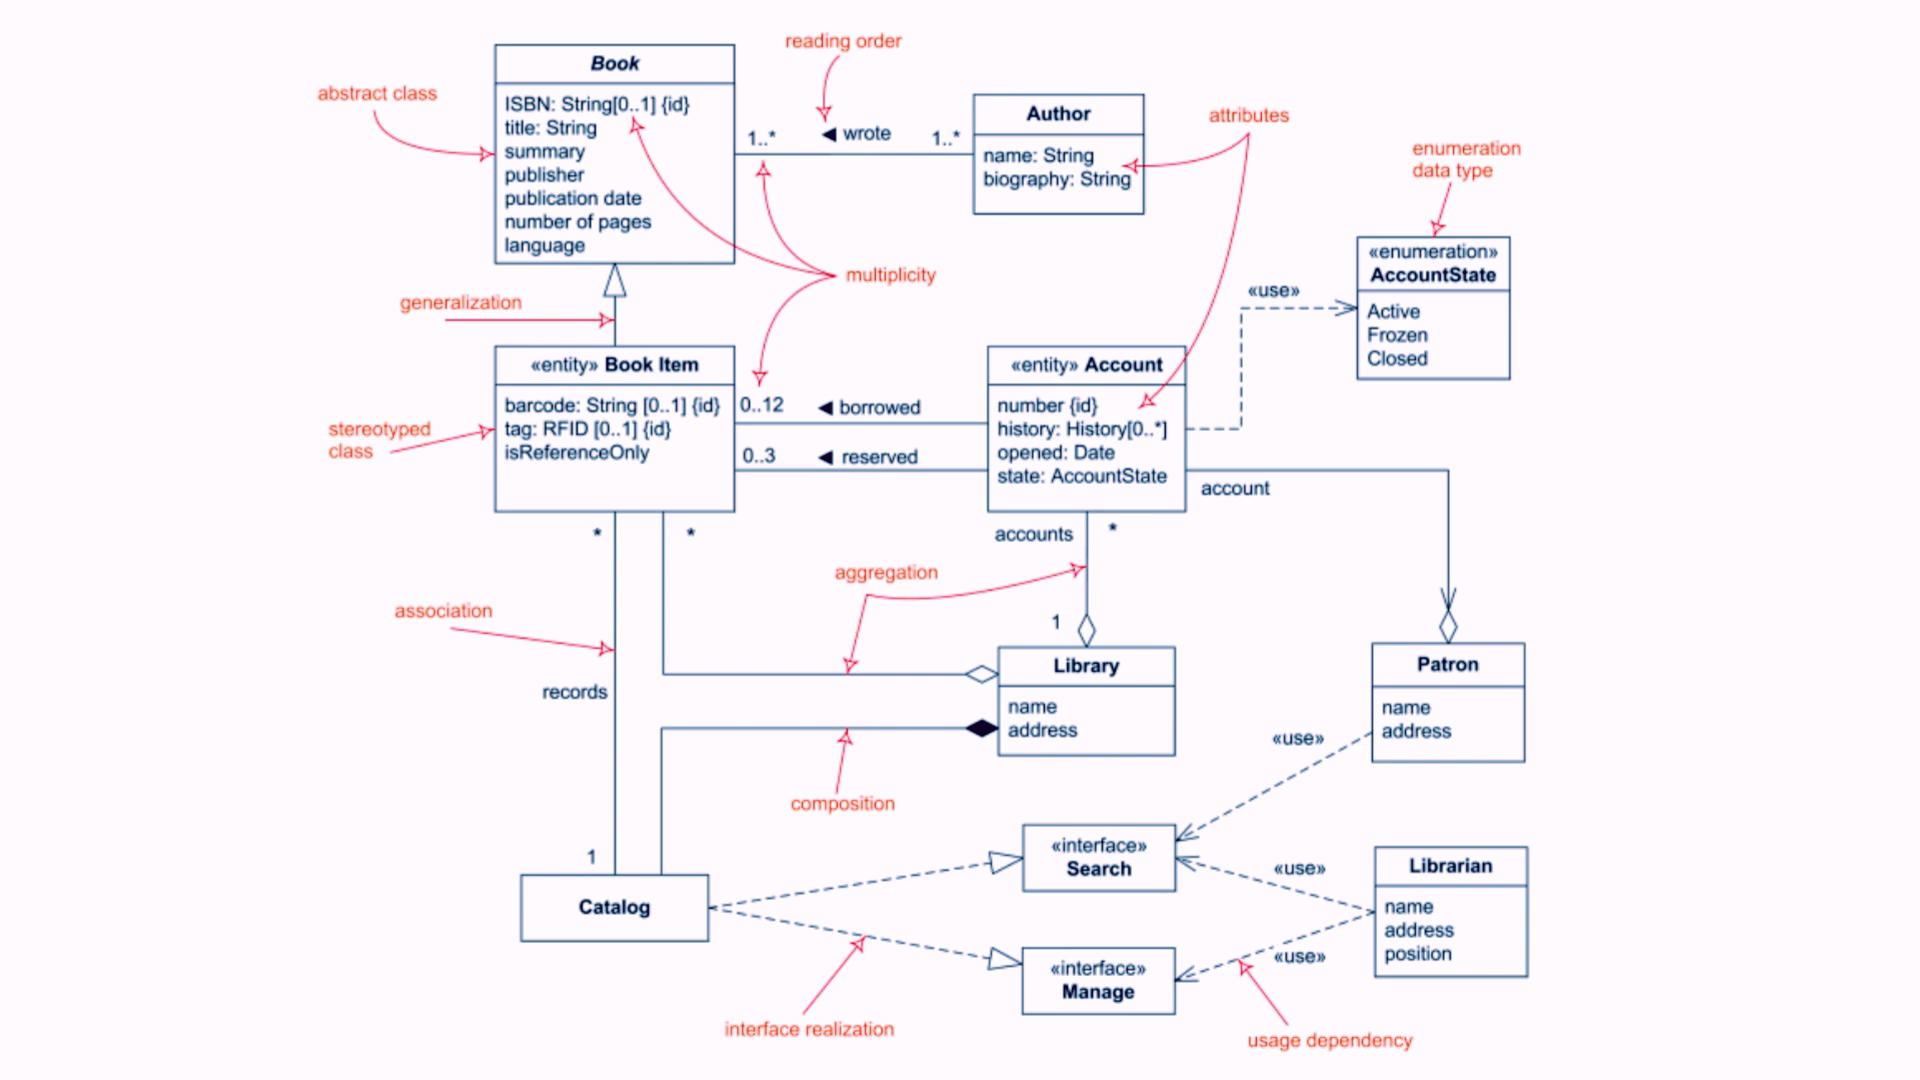 reading order
Book
abstract class
ISBN: String[0..1] {id}
title: String
summary
publisher
publication date
number of pages
language
1..*
◀ wrote
1..*
Author
name: String
biography: String
attributes
enumeration
data type
«enumeration»
AccountState
Active
Frozen
Closed
multiplicity
generalization
«use»
«entity» Book Item
barcode: String [0..1] {id}
tag: RFID [0..1] {id}
isReferenceOnly
stereotyped
class
0..12
◀ borrowed
0..3
◀ reserved
«entity» Account
number {id}
history: History[0..*]
opened: Date
state: AccountState
account
*
*
accounts
*
aggregation
association
1
records
Library
name
address
Patron
name
address
composition
«use»
1
Catalog
«interface»
Search
«use»
Librarian
name
address
position
«interface»
Manage
«use»
interface realization
usage dependency